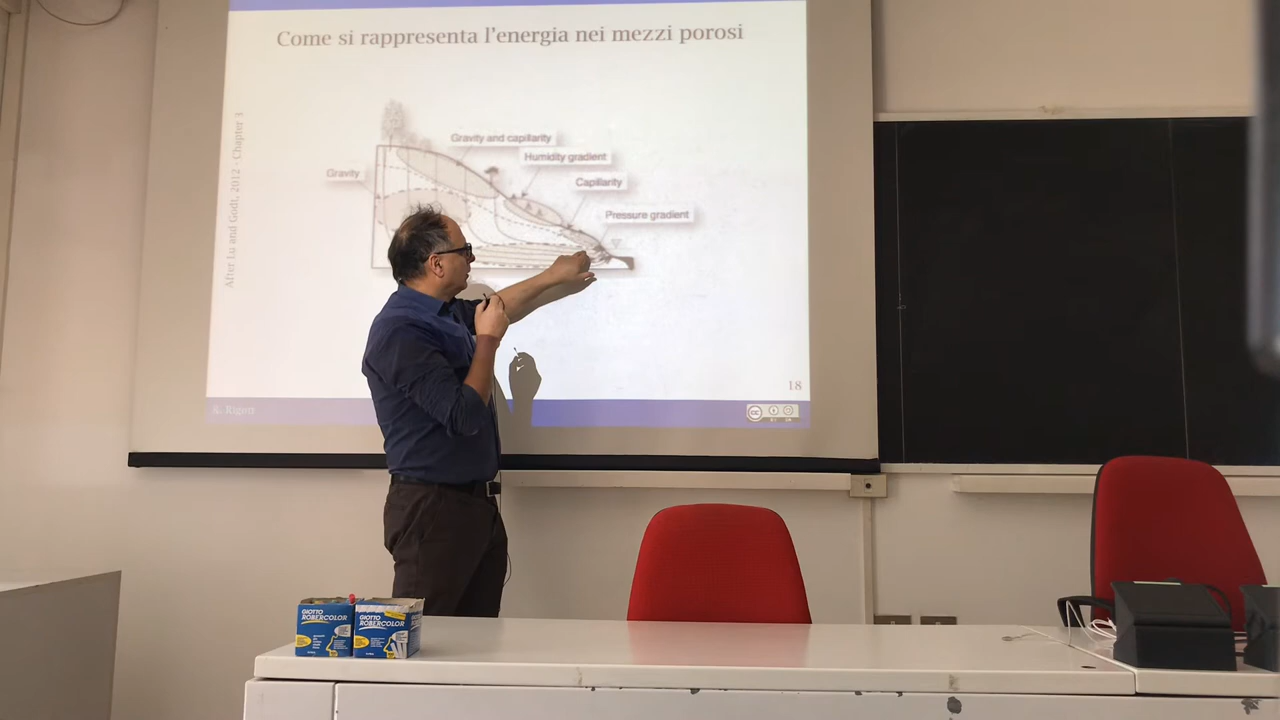 Come si rappresenta l'energia nei mezzi porosi
After Lu and Godt, 2012 - Chapter 3
Gravity and capillarity
Humidity gradient
Gravity
Capillarity
Pressure gradient
18
R. Rigon
cc
GIOTTO
ROBERCOLOR
GIOTTO
ROBERCOLOR